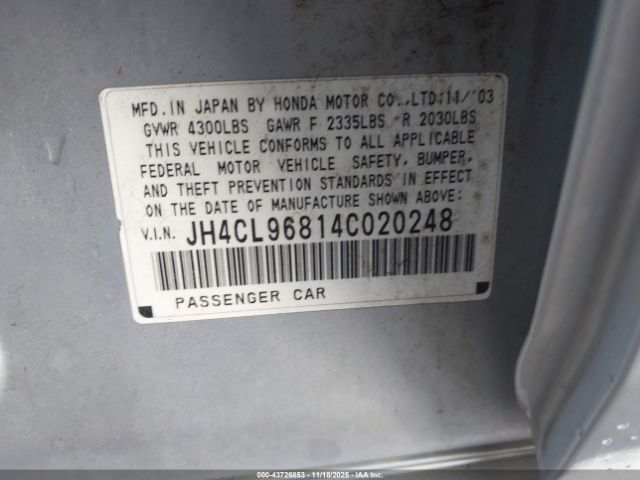 MFD. IN JAPAN BY HONDA MOTOR CO.,LTD:11/'03
GVWR 4300LBS GAWR F 2335LBS R 2030LBS
THIS VEHICLE CONFORMS TO ALL APPLICABLE
FEDERAL MOTOR VEHICLE SAFETY, BUMPER,
AND THEFT PREVENTION STANDARDS IN EFFECT
ON THE DATE OF MANUFACTURE SHOWN ABOVE:
V.I.N. JH4CL96814C020248
PASSENGER CAR
00-43726853 - 11/18/2025 - IAA Inc.